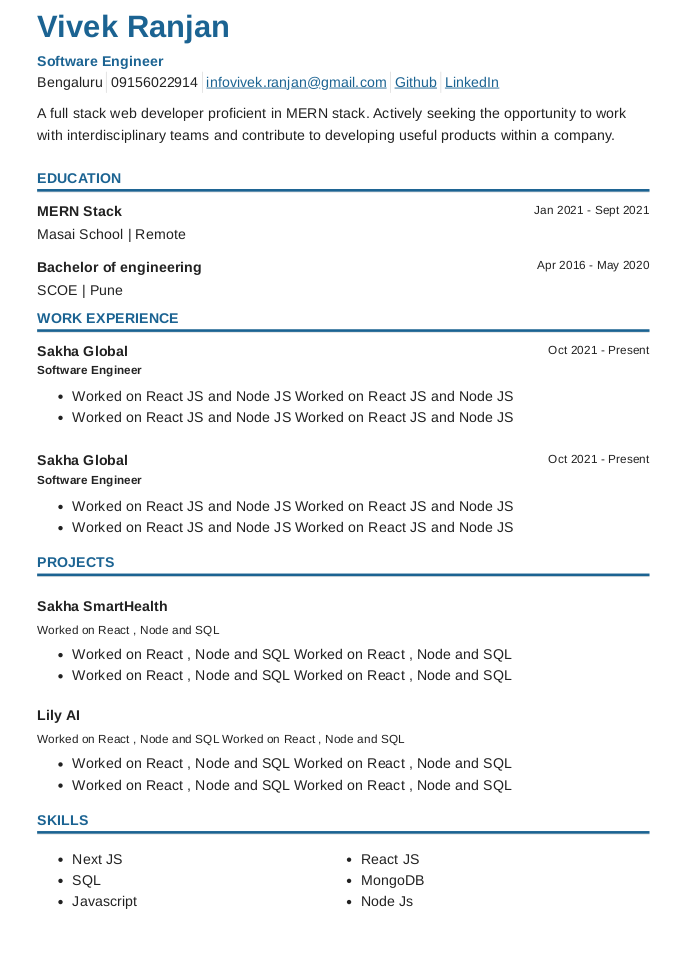 Vivek Ranjan
Software Engineer
Bengaluru 09156022914 infovivek.ranjan@gmail.com Github LinkedIn
A full stack web developer proficient in MERN stack. Actively seeking the opportunity to work
with interdisciplinary teams and contribute to developing useful products within a company.
EDUCATION
MERN Stack Jan 2021 - Sept 2021
Masai School | Remote
Bachelor of engineering Apr 2016 - May 2020
SCOE | Pune
WORK EXPERIENCE
Sakha Global Oct 2021 - Present
Software Engineer
• Worked on React JS and Node JS Worked on React JS and Node JS
• Worked on React JS and Node JS Worked on React JS and Node JS
Sakha Global Oct 2021 - Present
Software Engineer
• Worked on React JS and Node JS Worked on React JS and Node JS
• Worked on React JS and Node JS Worked on React JS and Node JS
PROJECTS
Sakha SmartHealth
Worked on React , Node and SQL
• Worked on React , Node and SQL Worked on React , Node and SQL
• Worked on React , Node and SQL Worked on React , Node and SQL
Lily AI
Worked on React , Node and SQL Worked on React , Node and SQL
• Worked on React , Node and SQL Worked on React , Node and SQL
• Worked on React , Node and SQL Worked on React , Node and SQL
SKILLS
• Next JS • React JS
• SQL • MongoDB
• Javascript • Node Js